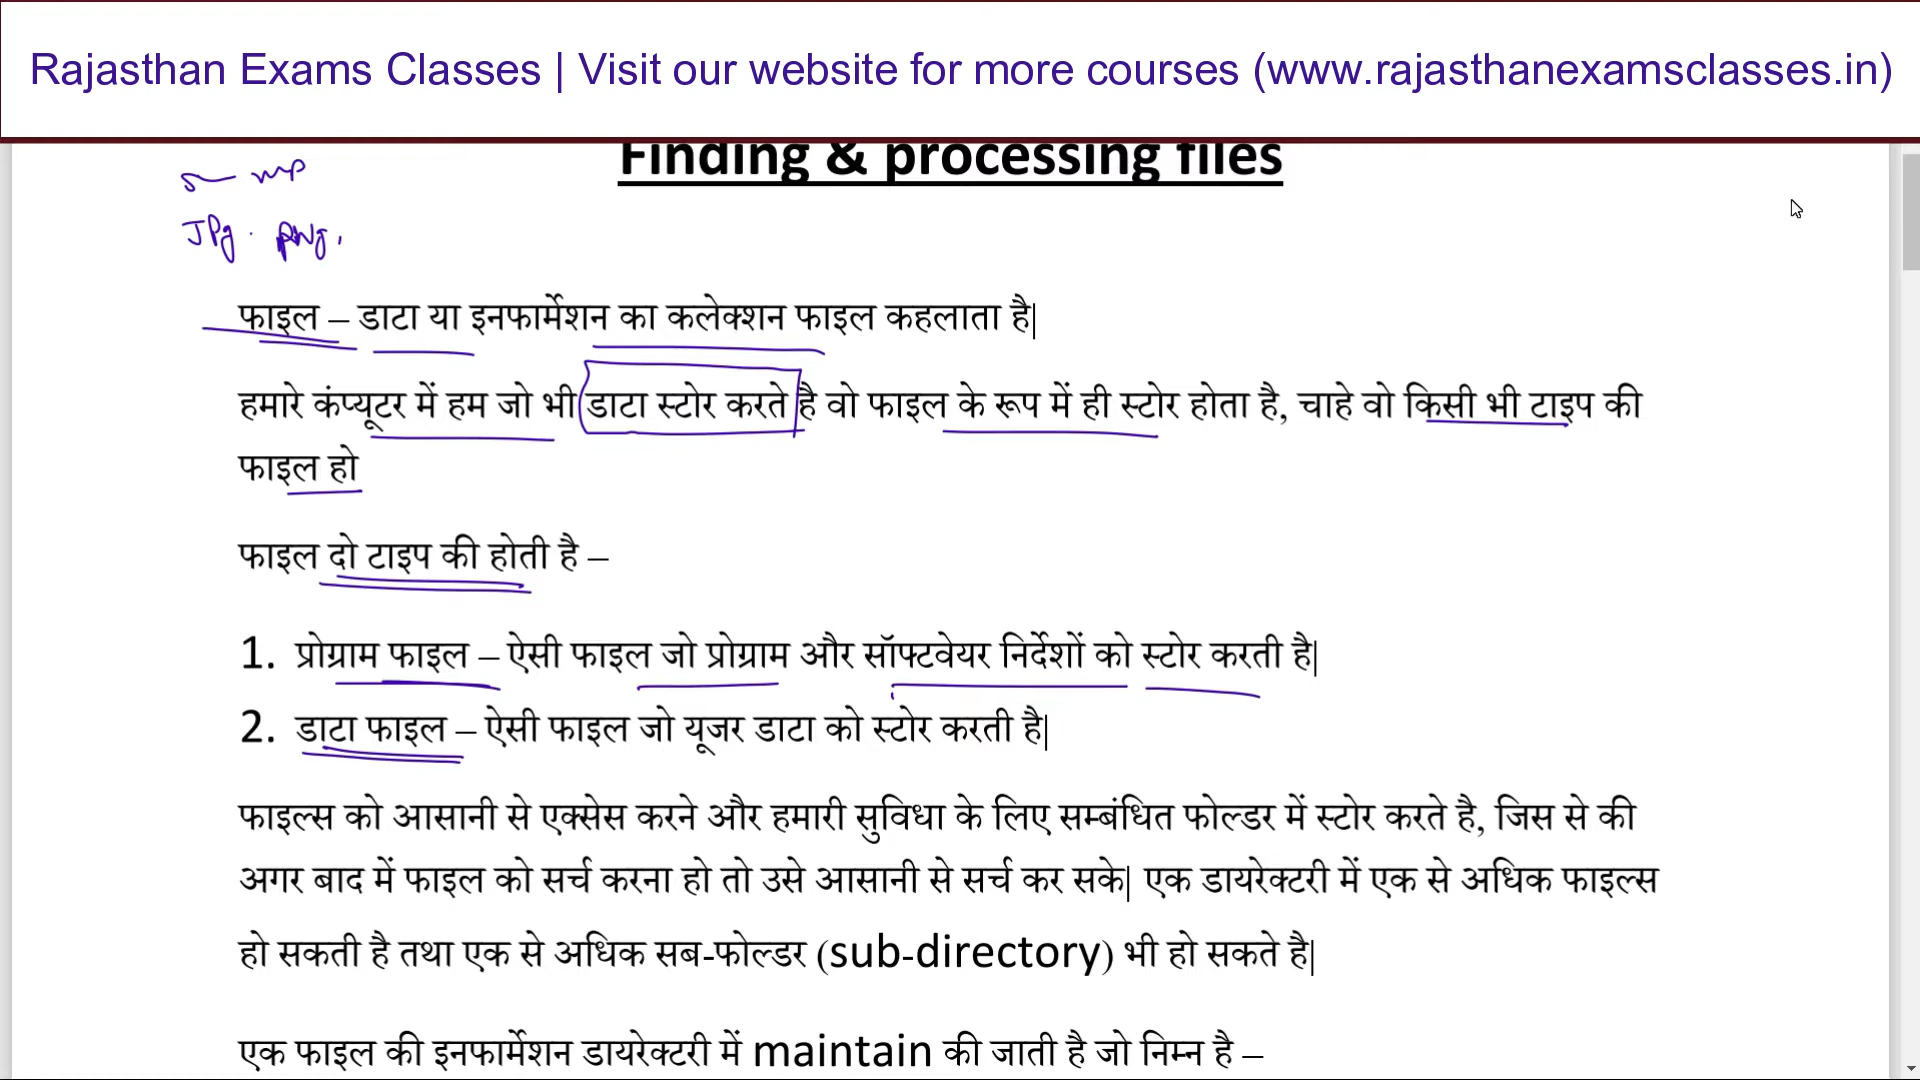 Rajasthan Exams Classes | Visit our website for more courses (www.rajasthanexamsclasses.in)
Finding & processing files
JPg. PNg,
फाइल – डाटा या इनफार्मेशन का कलेक्शन फाइल कहलाता है|
हमारे कंप्यूटर में हम जो भी डाटा स्टोर करते है वो फाइल के रूप में ही स्टोर होता है, चाहे वो किसी भी टाइप की
फाइल हो
फाइल दो टाइप की होती है –
1. प्रोग्राम फाइल – ऐसी फाइल जो प्रोग्राम और सॉफ्टवेयर निर्देशों को स्टोर करती है|
2. डाटा फाइल – ऐसी फाइल जो यूजर डाटा को स्टोर करती है|
फाइल्स को आसानी से एक्सेस करने और हमारी सुविधा के लिए सम्बंधित फोल्डर में स्टोर करते है, जिस से की
अगर बाद में फाइल को सर्च करना हो तो उसे आसानी से सर्च कर सके| एक डायरेक्टरी में एक से अधिक फाइल्स
हो सकती है तथा एक से अधिक सब-फोल्डर (sub-directory) भी हो सकते है|
एक फाइल की इनफार्मेशन डायरेक्टरी में maintain की जाती है जो निम्न है –